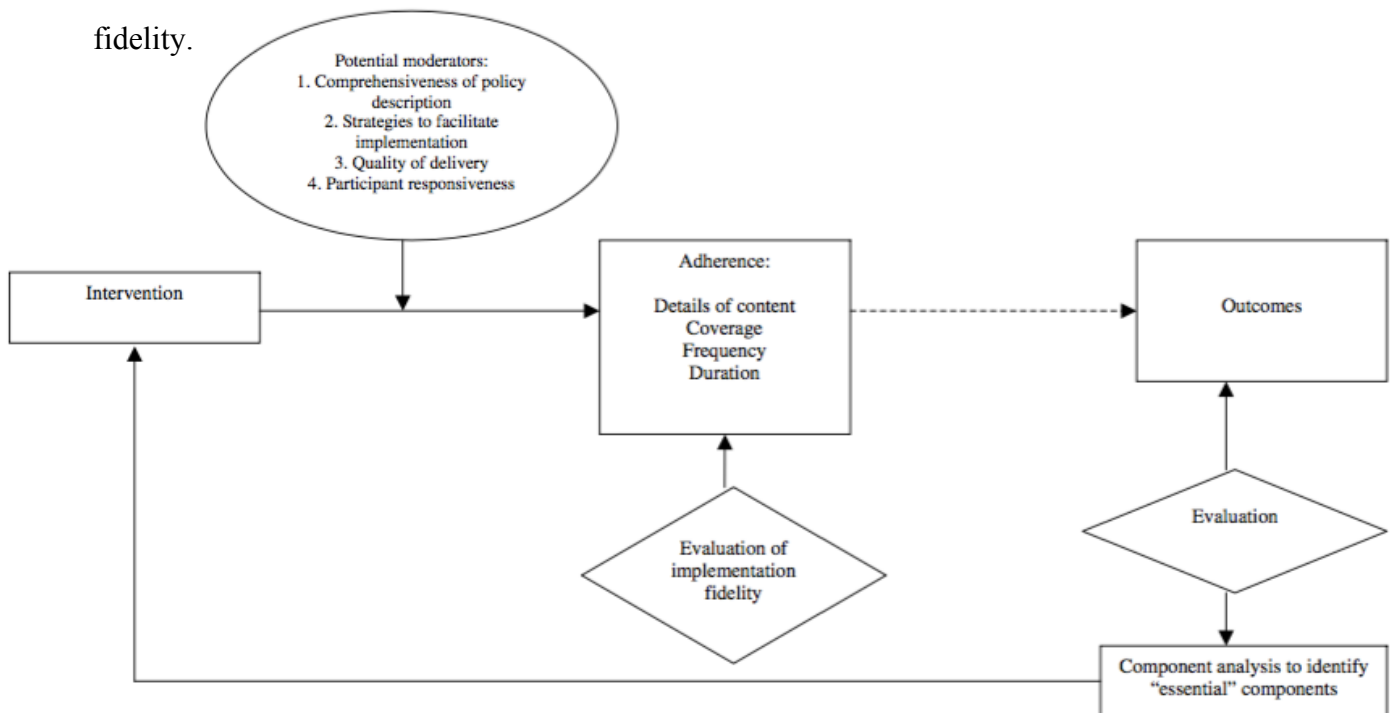 fidelity.
Potential moderators:
1. Comprehensiveness of policy
description
2. Strategies to facilitate
implementation
3. Quality of delivery
4. Participant responsiveness
Intervention
Adherence:
Details of content
Coverage
Frequency
Duration
Outcomes
Evaluation of
implementation
fidelity
Evaluation
Component analysis to identify
“essential” components